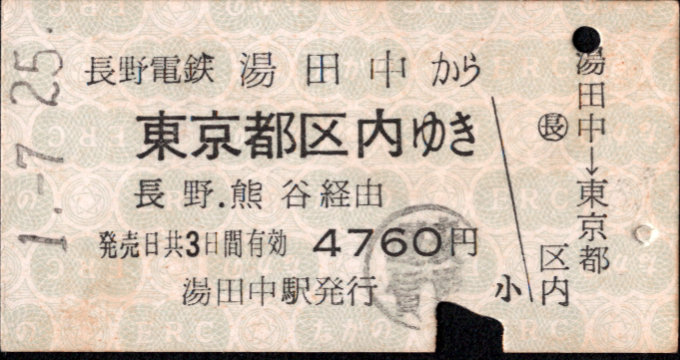 1.-7 25.
長野電鉄 湯田中から
東京都区内ゆき
長野.熊谷経由
発売日共3日間有効 4760円
湯田中駅発行
小
湯田中→東京都
区内
㊐長